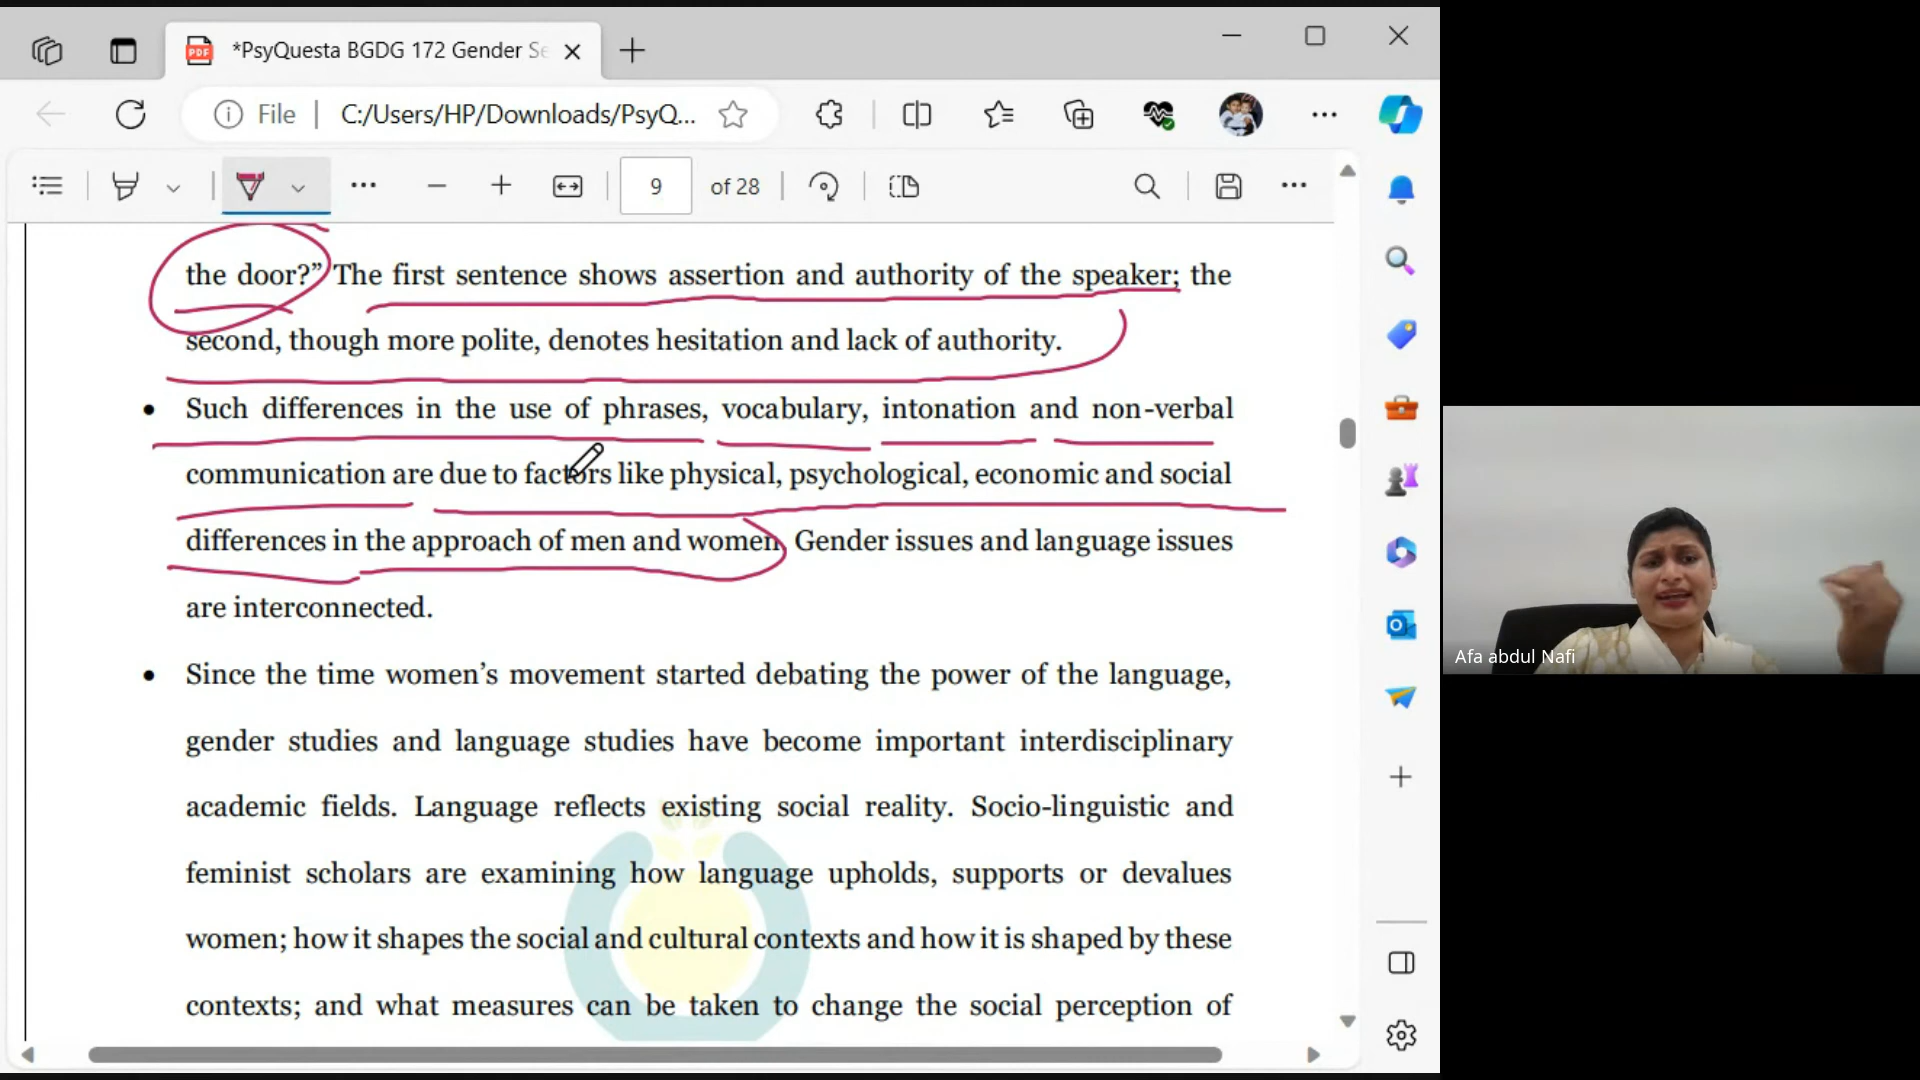 *PsyQuesta BGDG 172 Gender Se
File
C:/Users/HP/Downloads/PsyQ...
9 of 28
the door?” The first sentence shows assertion and authority of the speaker; the
second, though more polite, denotes hesitation and lack of authority.
• Such differences in the use of phrases, vocabulary, intonation and non-verbal
communication are due to factors like physical, psychological, economic and social
differences in the approach of men and women. Gender issues and language issues
are interconnected.
• Since the time women’s movement started debating the power of the language,
gender studies and language studies have become important interdisciplinary
academic fields. Language reflects existing social reality. Socio-linguistic and
feminist scholars are examining how language upholds, supports or devalues
women; how it shapes the social and cultural contexts and how it is shaped by these
contexts; and what measures can be taken to change the social perception of
Afa abdul Nafi